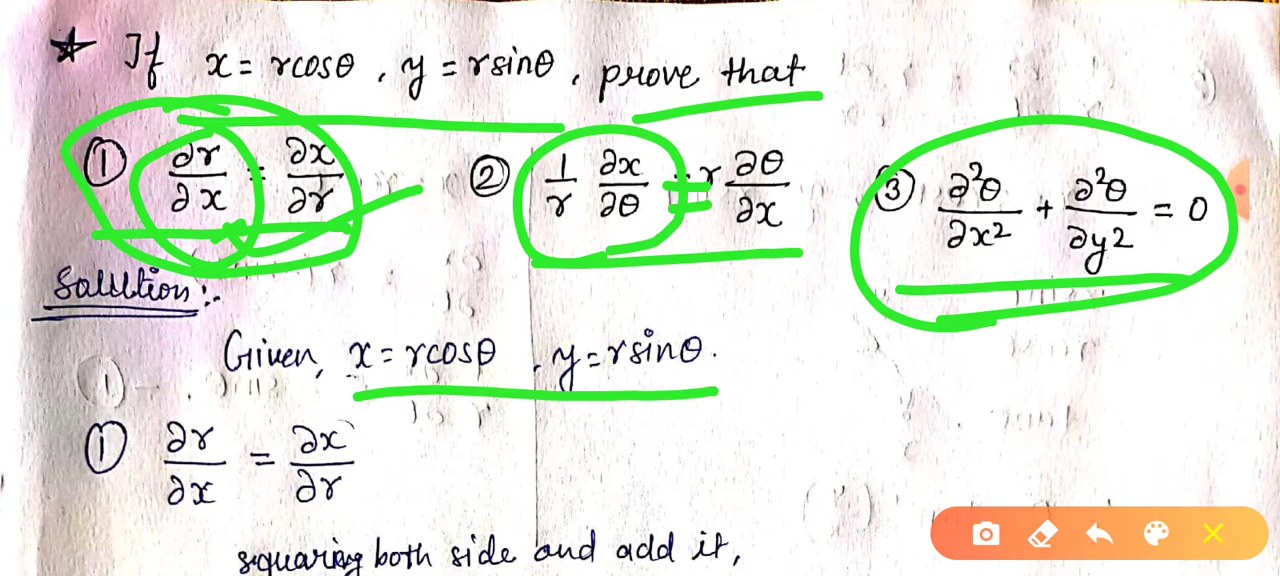 ★ If x = rcosθ , y = rsinθ , prove that
① ∂r/∂x = ∂x/∂r ② 1/r ∂x/∂θ = r ∂θ/∂x ③ ∂²θ/∂x² + ∂²θ/∂y² = 0
Solution :-
Given, x = rcosθ , y = rsinθ.
① ∂r/∂x = ∂x/∂r
squaring both side and add it,